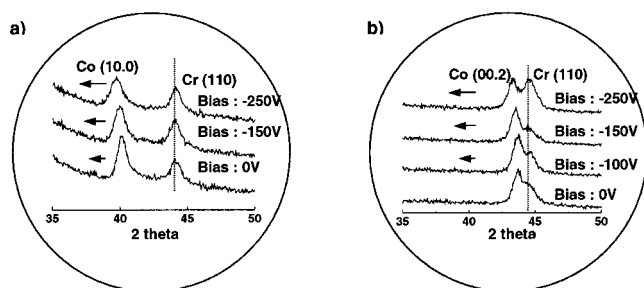 a)
Co (10.0)
Cr (110)
Bias : -250V
Bias : -150V
Bias : 0V
35 40 45 50
2 theta
b)
Co (00.2) Cr (110)
Bias : -250V
Bias : -150V
Bias : -100V
Bias : 0V
35 40 45 50
2 theta